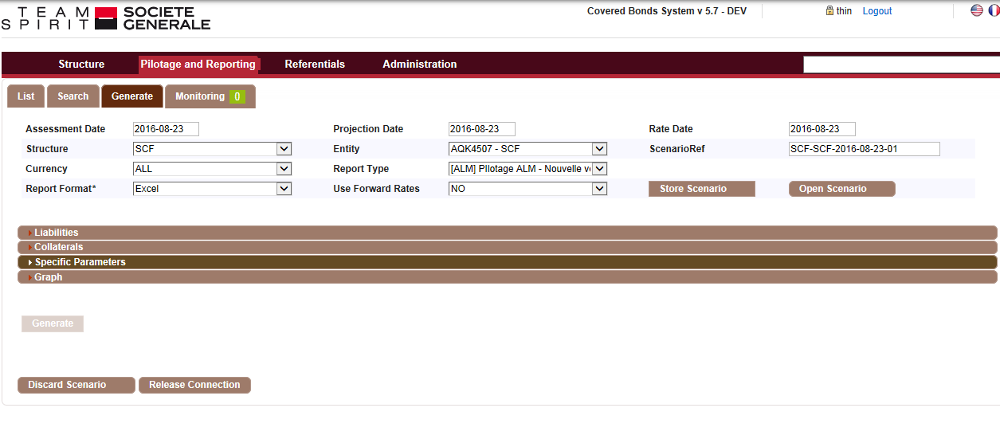 TEAM SPIRIT SOCIETE GENERALE
Covered Bonds System v 5.7 - DEV
thin Logout
Structure Pilotage and Reporting Referentials Administration
List Search Generate Monitoring 0
Assessment Date 2016-08-23 Projection Date 2016-08-23 Rate Date 2016-08-23
Structure SCF Entity AQK4507 - SCF ScenarioRef SCF-SCF-2016-08-23-01
Currency ALL Report Type [ALM] Pilotage ALM - Nouvelle v
Report Format* Excel Use Forward Rates NO Store Scenario Open Scenario
Liabilities
Collaterals
Specific Parameters
Graph
Generate
Discard Scenario Release Connection